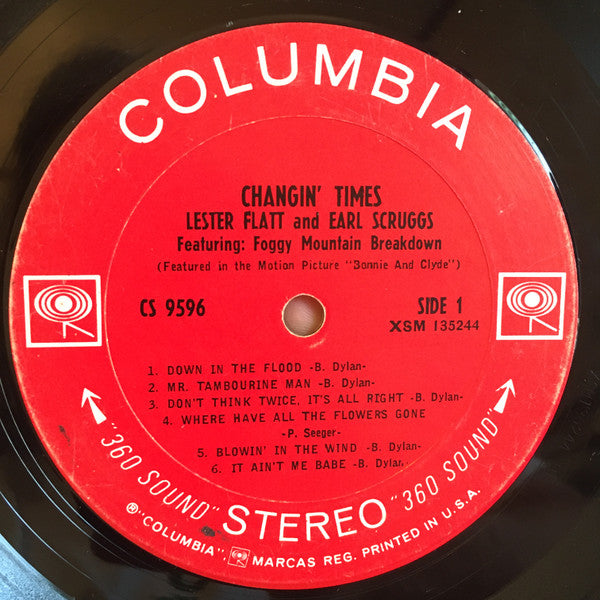 COLUMBIA
CHANGIN' TIMES
LESTER FLATT and EARL SCRUGGS
Featuring: Foggy Mountain Breakdown
(Featured in the Motion Picture "Bonnie And Clyde")
CS 9596
SIDE 1
XSM 135244
1. DOWN IN THE FLOOD -B. Dylan-
2. MR. TAMBOURINE MAN -B. Dylan-
3. DON'T THINK TWICE, IT'S ALL RIGHT -B. Dylan-
4. WHERE HAVE ALL THE FLOWERS GONE
-P. Seeger-
5. BLOWIN' IN THE WIND -B. Dylan-
6. IT AIN'T ME BABE -B. Dylan-
"360 SOUND" STEREO "360 SOUND"
®"COLUMBIA", MARCAS REG. PRINTED IN U.S.A.